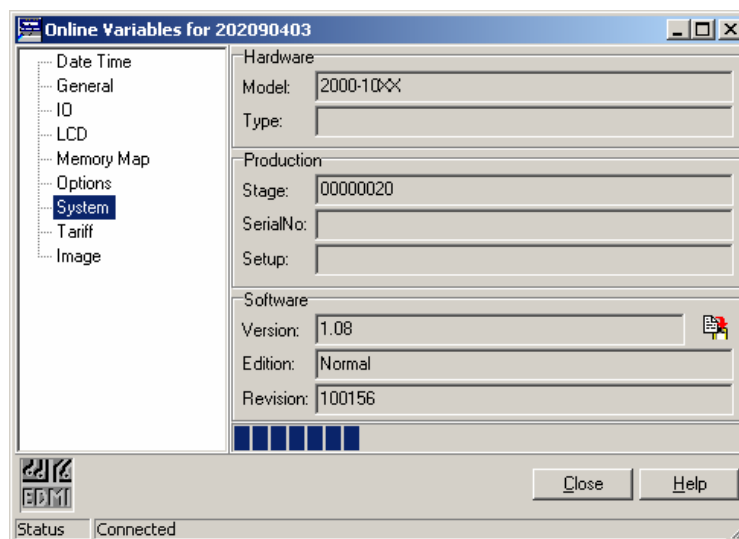 Online Variables for 202090403
Date Time
General
IO
LCD
Memory Map
Options
System
Tariff
Image
Hardware
Model: 2000-10XX
Type:
Production
Stage: 00000020
SerialNo:
Setup:
Software
Version: 1.08
Edition: Normal
Revision: 100156
EDMI
Close Help
Status Connected